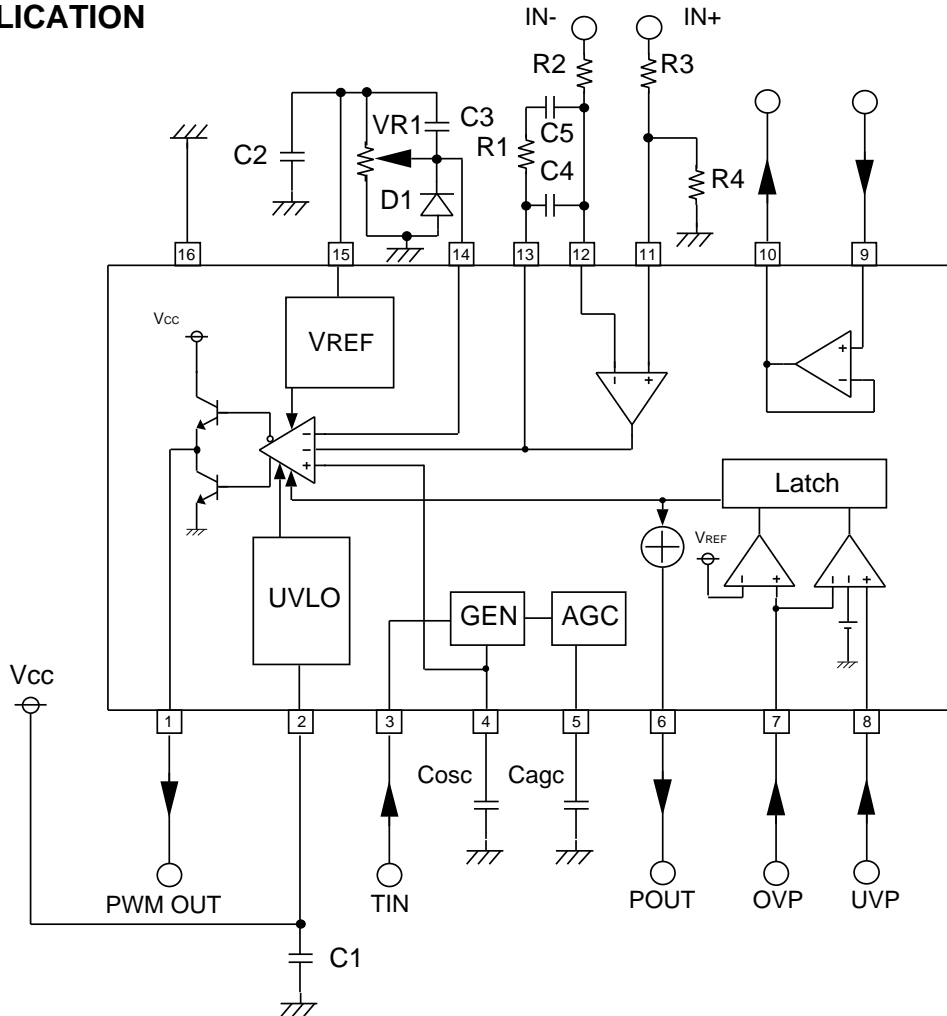 LICATION
IN-
IN+
R2
R3
C3
VR1
C5
R1
C2
C4
R4
D1
16
15
14
13
12
11
10
9
Vcc
VREF
− +
+
−
−
−
+
Latch
VREF
UVLO
GEN
AGC
− +
− − +
Vcc
1
2
3
4
5
6
7
8
Cosc
Cagc
PWM OUT
TIN
POUT
OVP
UVP
C1